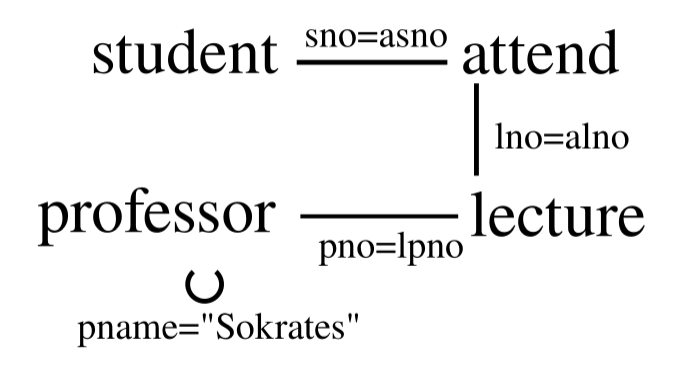 student sno=asno attend
lno=alno
professor lecture
pno=lpno
pname="Sokrates"